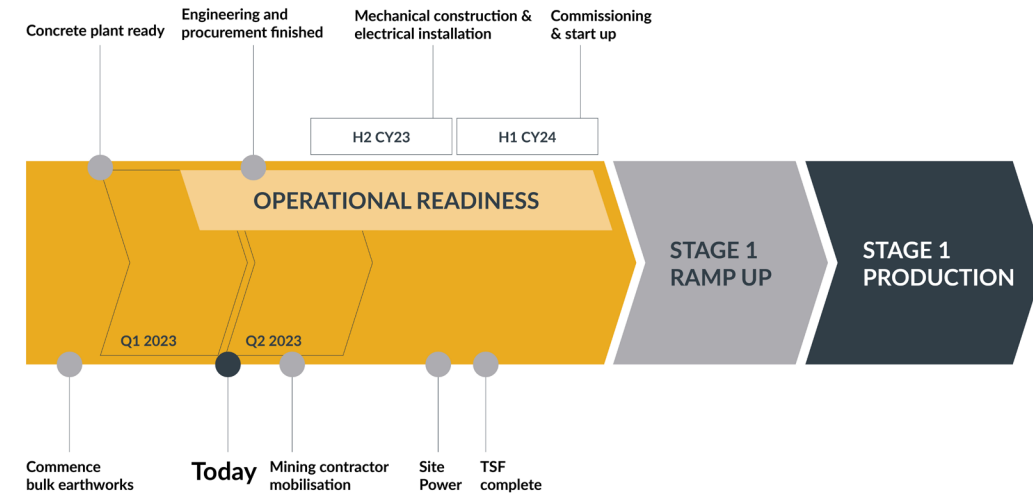 Concrete plant ready
Engineering and
procurement finished
Mechanical construction &
electrical installation
Commissioning
& start up
H2 CY23
H1 CY24
OPERATIONAL READINESS
STAGE 1
RAMP UP
STAGE 1
PRODUCTION
Q1 2023
Q2 2023
Commence
bulk earthworks
Today
Mining contractor
mobilisation
Site
Power
TSF
complete